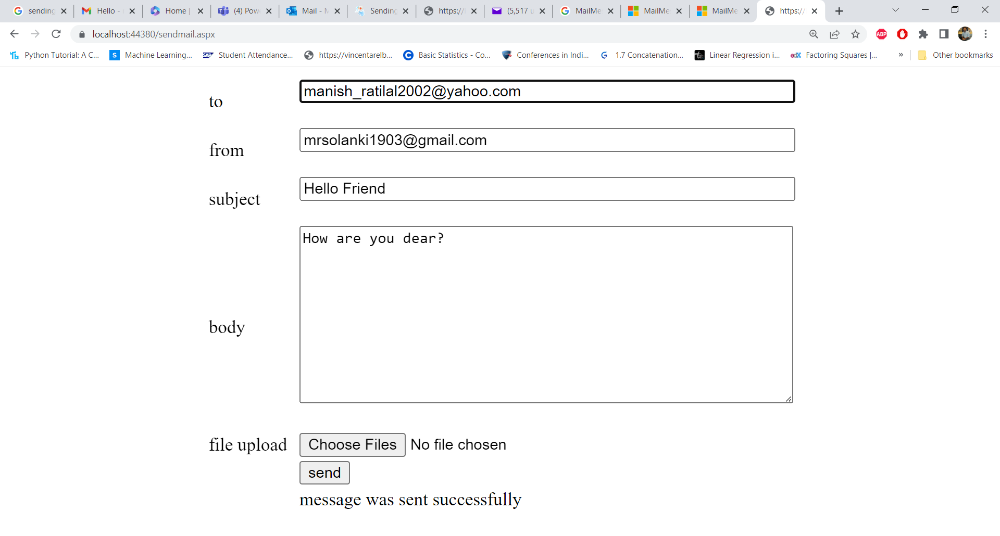 sending
Hello -
Home |
(4) Pow
Mail - M
Sending
https://
(5,517 u
MailMe
MailMe
MailMe
https://
localhost:44380/sendmail.aspx
ABP
Python Tutorial: A C...
S
Machine Learning...
SAP
Student Attendance...
https://vincentarelb...
Basic Statistics - Co...
Conferences in Indi...
1.7 Concatenation...
Linear Regression i...
edX
Factoring Squares |...
»
Other bookmarks
to
manish_ratilal2002@yahoo.com
from
mrsolanki1903@gmail.com
subject
Hello Friend
How are you dear?
body
file upload
Choose Files No file chosen
send
message was sent successfully